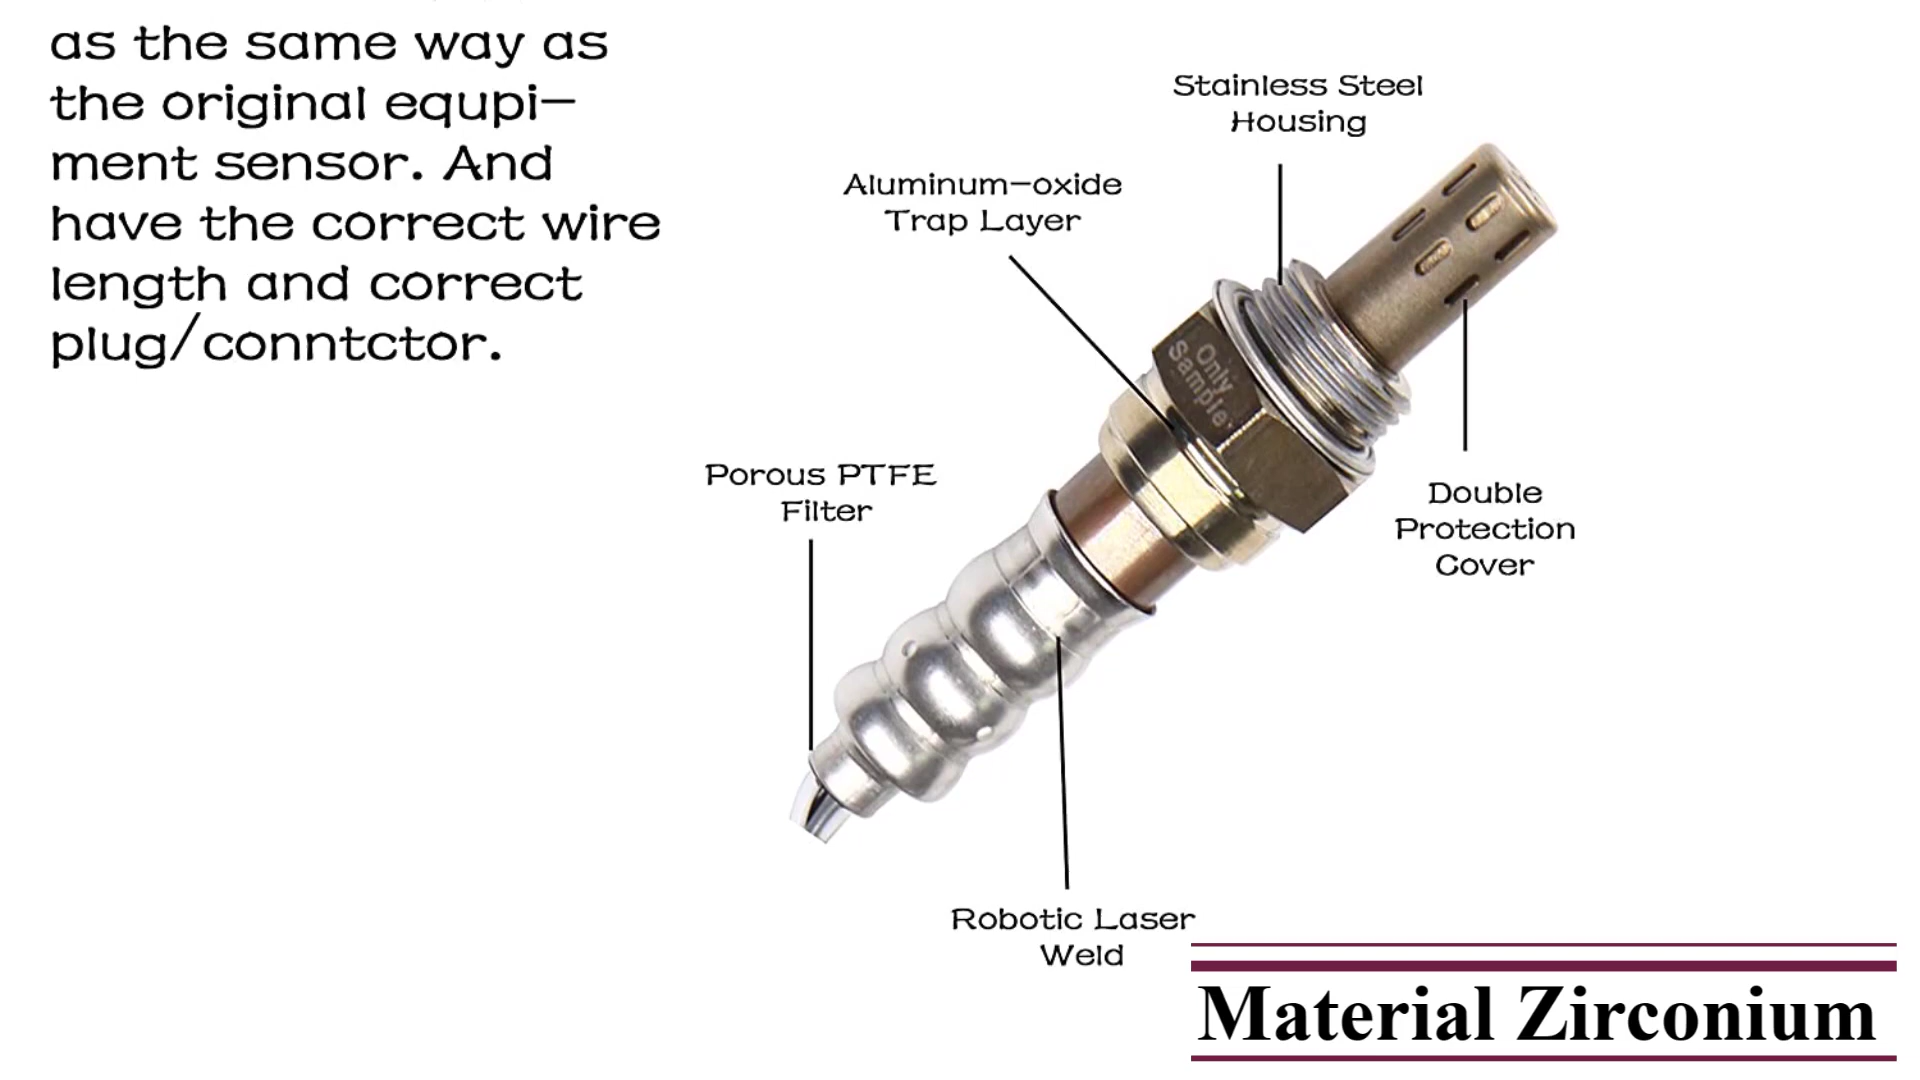 as the same way as
the original equpi-
ment sensor. And
have the correct wire
length and correct
plug/conntctor.
Stainless Steel
Housing
Aluminum-oxide
Trap Layer
Only
Sample
Double
Protection
Cover
Porous PTFE
Filter
Robotic Laser
Weld
Material Zirconium